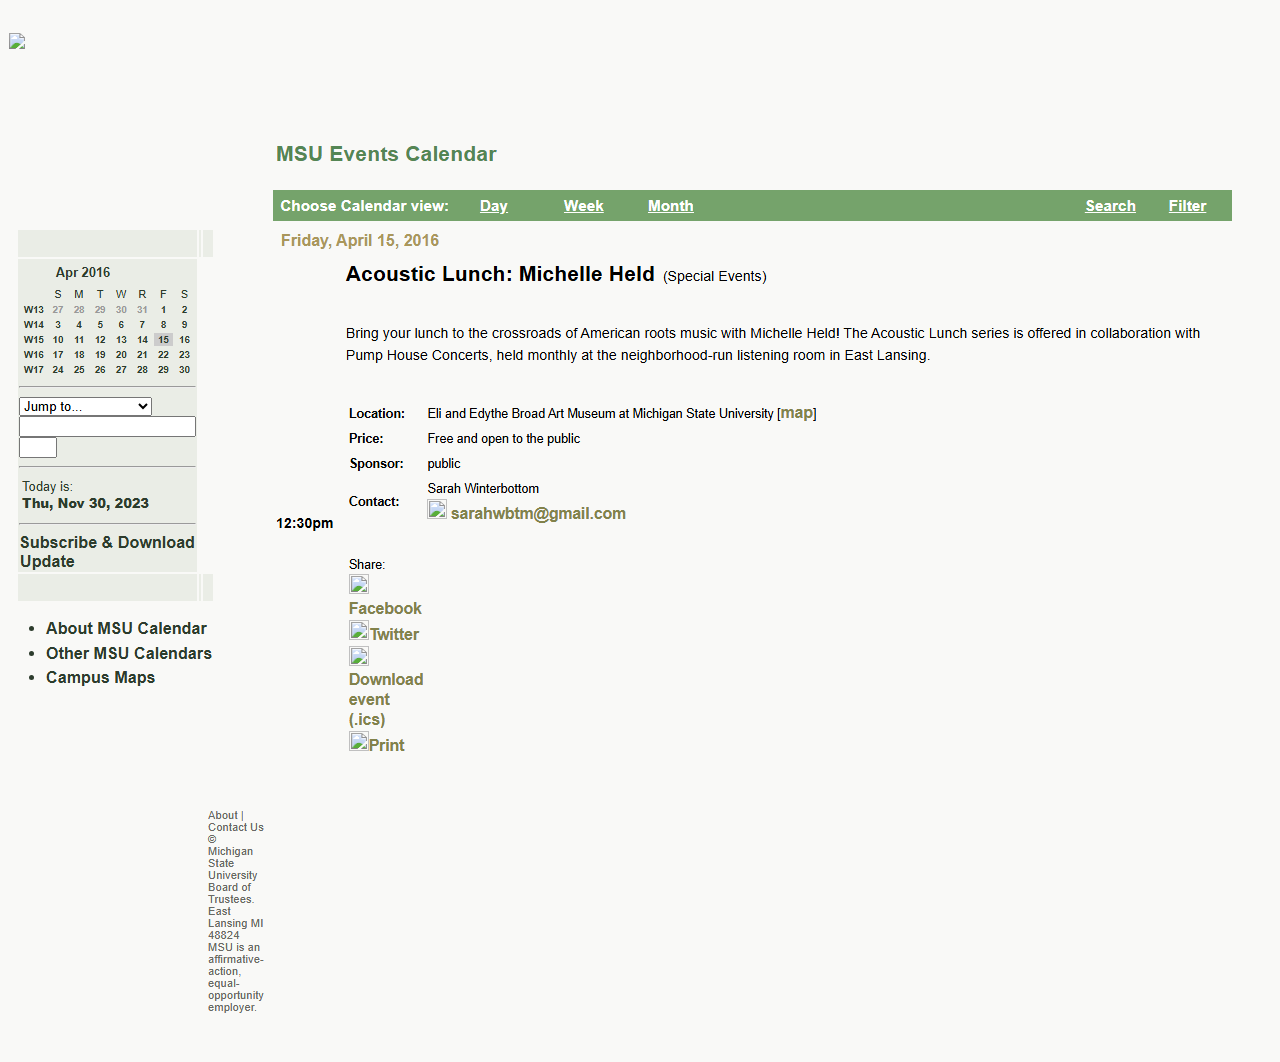 MSU Events Calendar
Choose Calendar view: Day Week Month Search Filter
Friday, April 15, 2016
Apr 2016
S M T W R F S
W13 27 28 29 30 31 1 2
W14 3 4 5 6 7 8 9
W15 10 11 12 13 14 15 16
W16 17 18 19 20 21 22 23
W17 24 25 26 27 28 29 30
Jump to...
Today is:
Thu, Nov 30, 2023
Subscribe & Download
Update
About MSU Calendar
Other MSU Calendars
Campus Maps
12:30pm
Acoustic Lunch: Michelle Held (Special Events)
Bring your lunch to the crossroads of American roots music with Michelle Held! The Acoustic Lunch series is offered in collaboration with
Pump House Concerts, held monthly at the neighborhood-run listening room in East Lansing.
Location: Eli and Edythe Broad Art Museum at Michigan State University [map]
Price: Free and open to the public
Sponsor: public
Contact: Sarah Winterbottom
sarahwbtm@gmail.com
Share:
Facebook
Twitter
Download
event
(.ics)
Print
About |
Contact Us
©
Michigan
State
University
Board of
Trustees.
East
Lansing MI
48824
MSU is an
affirmative-
action,
equal-
opportunity
employer.